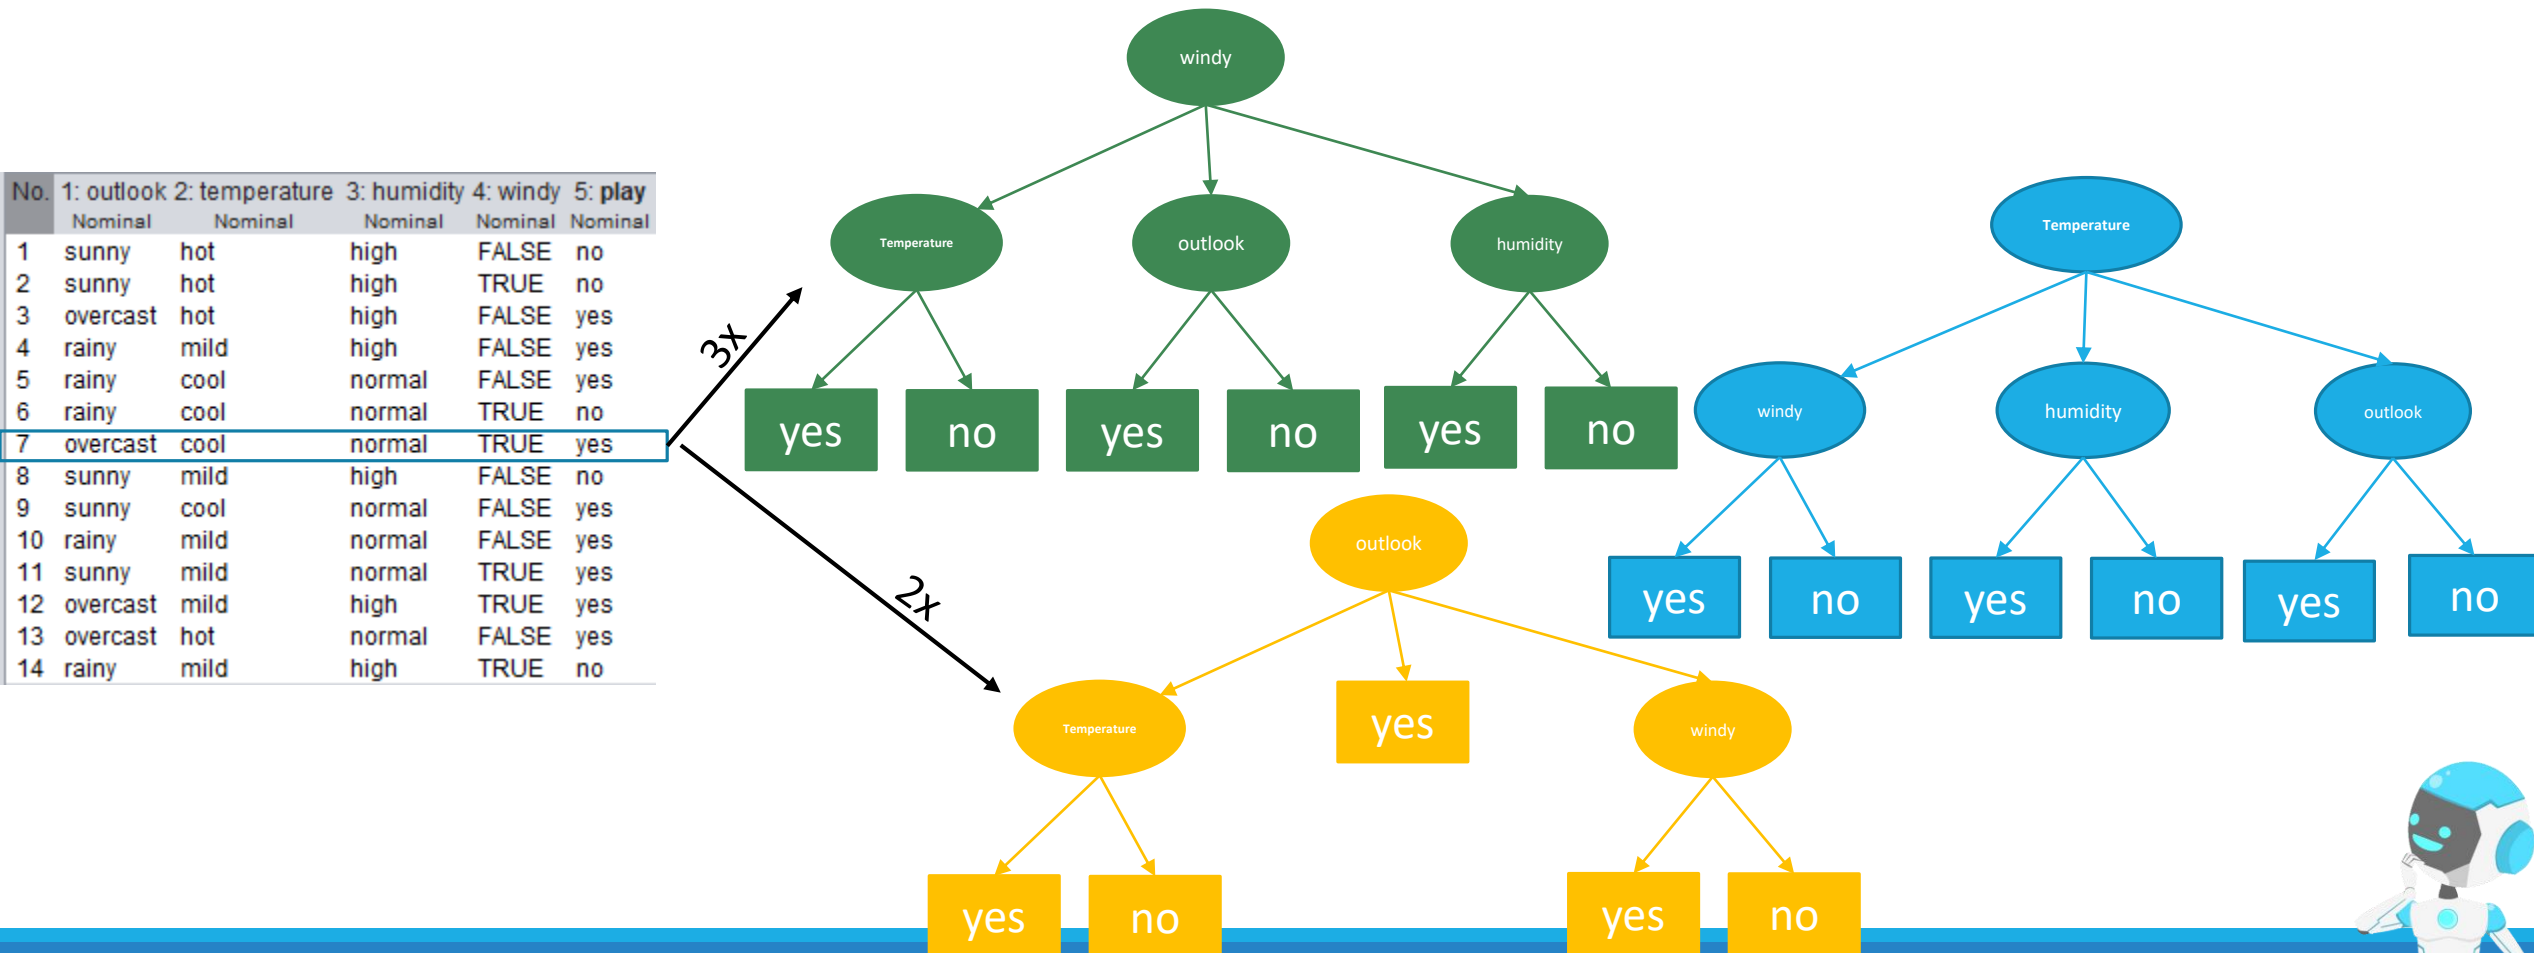 No. 1: outlook 2: temperature 3: humidity 4: windy 5: play
Nominal Nominal Nominal Nominal Nominal
1 sunny hot high FALSE no
2 sunny hot high TRUE no
3 overcast hot high FALSE yes
4 rainy mild high FALSE yes
5 rainy cool normal FALSE yes
6 rainy cool normal TRUE no
7 overcast cool normal TRUE yes
8 sunny mild high FALSE no
9 sunny cool normal FALSE yes
10 rainy mild normal FALSE yes
11 sunny mild normal TRUE yes
12 overcast mild high TRUE yes
13 overcast hot normal FALSE yes
14 rainy mild high TRUE no
3x
2x
windy
Temperature outlook humidity
yes no yes no yes no
Temperature
windy humidity outlook
yes no yes no yes no
outlook
Temperature yes windy
yes no yes no